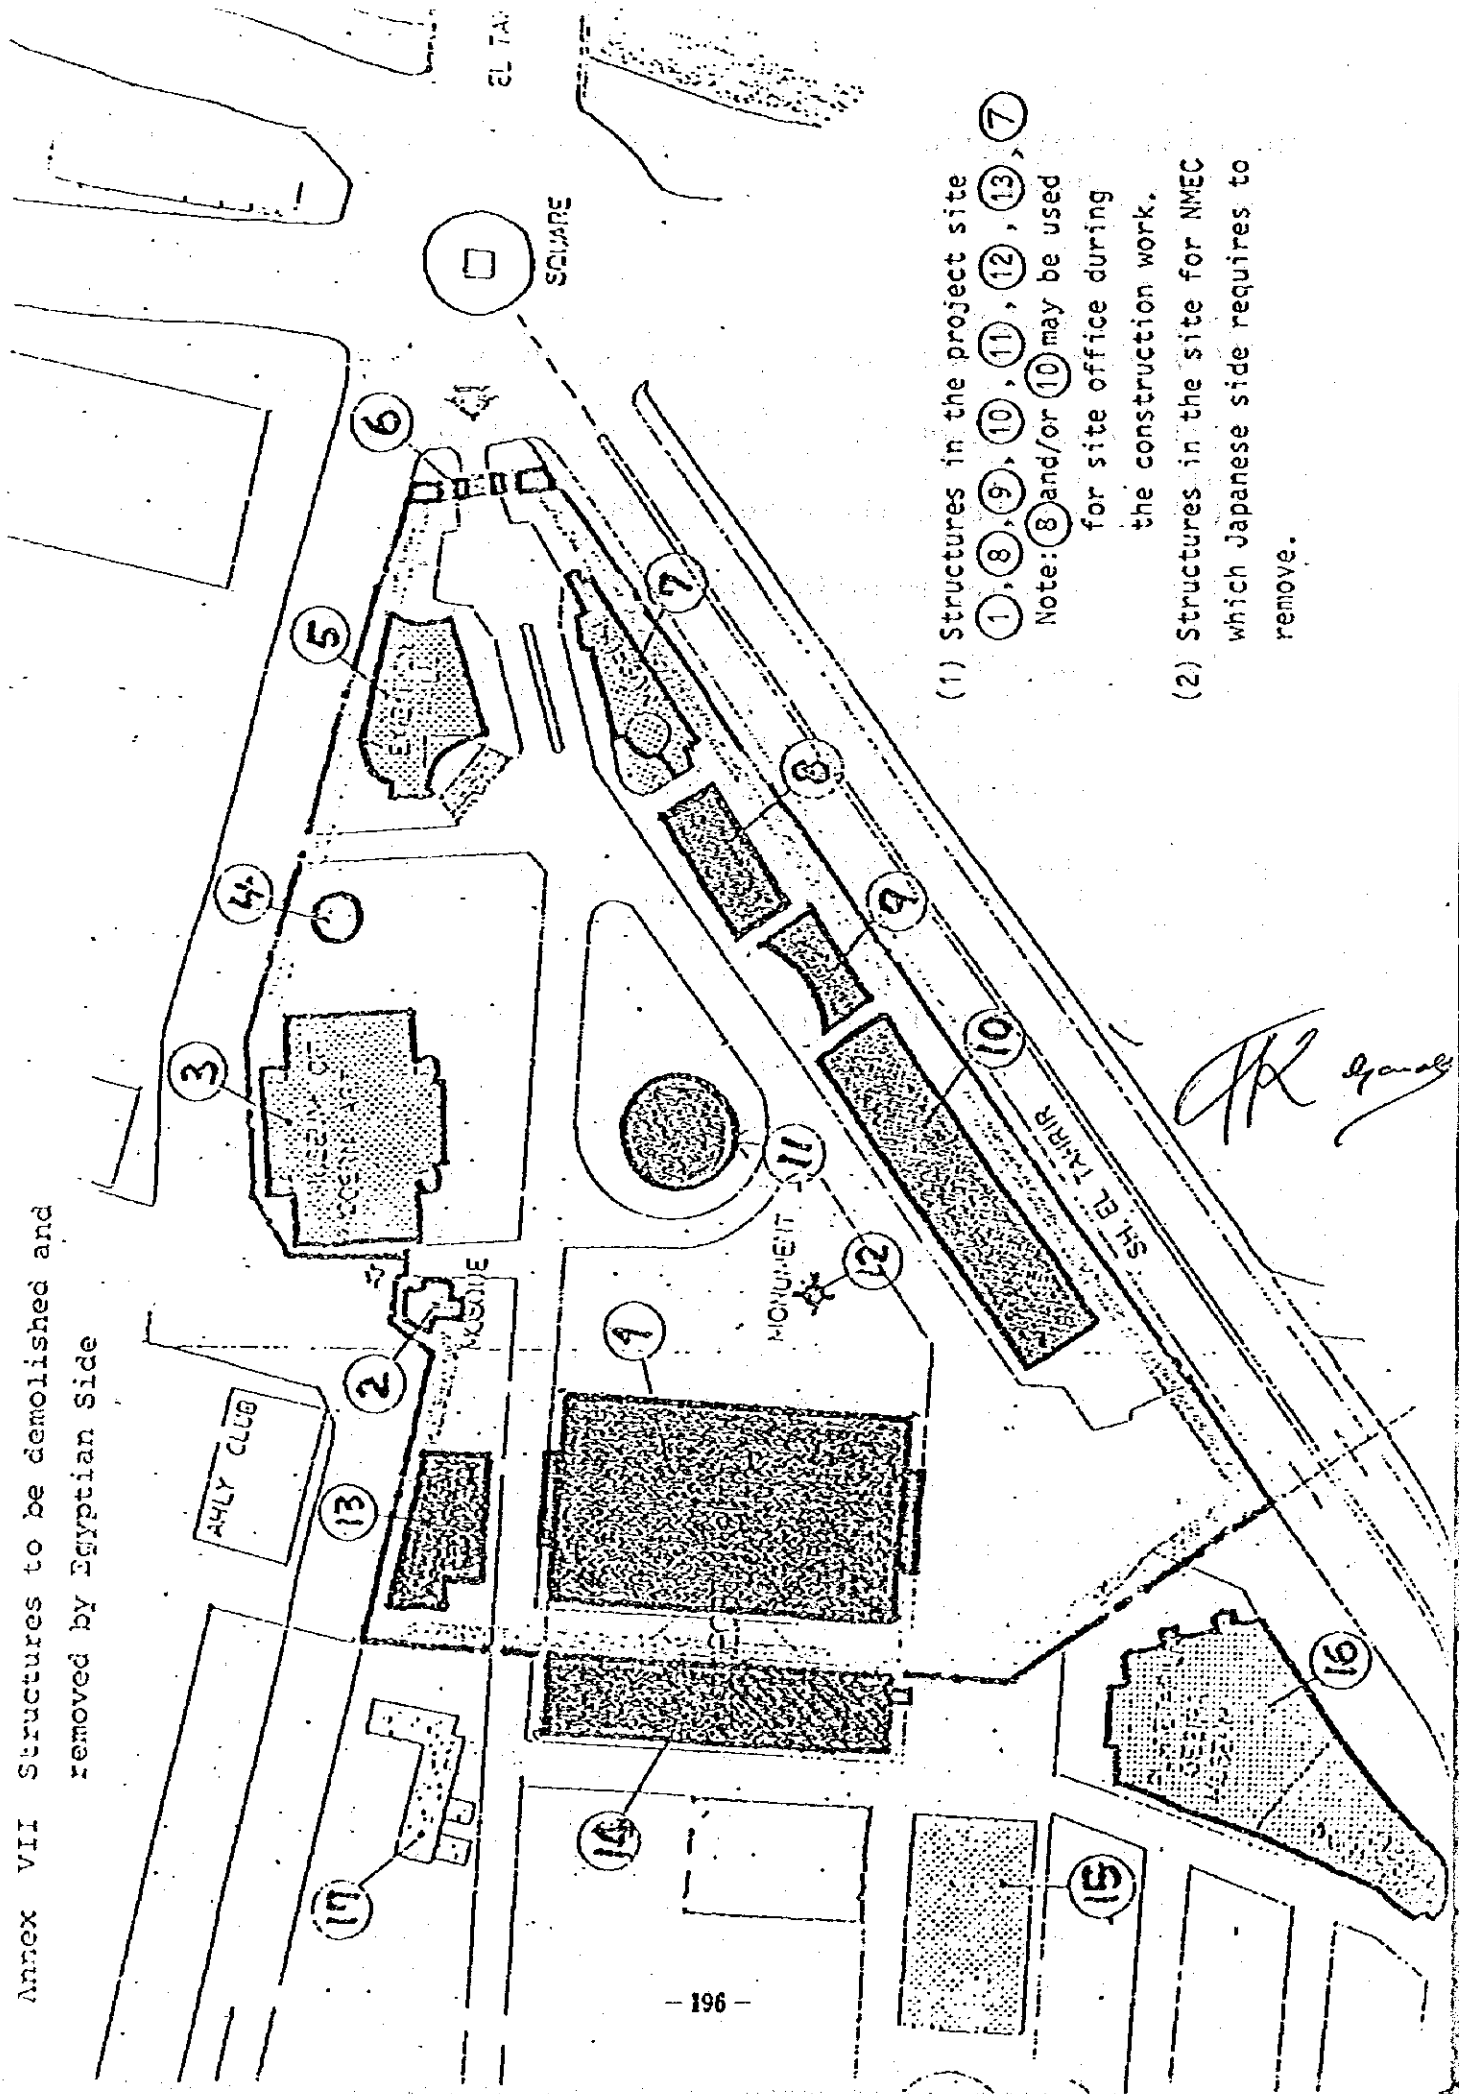 Annex VII Structures to be demolished and
removed by Egyptian Side
AHLY CLUB
17
13
2
3
4
5
6
MOSQUE
MUSEUM OF
MODERN ART
SQUARE
EL TA
1
14
MONUMENT
12
11
10
9
8
7
SH. EL TAHRIR
15
16
(1) Structures in the project site
1, 8, 9, 10, 11, 12, 13, 7
Note: 8 and/or 10 may be used
for site office during
the construction work.
(2) Structures in the site for NMEC
which Japanese side requires to
remove.
— 196 —